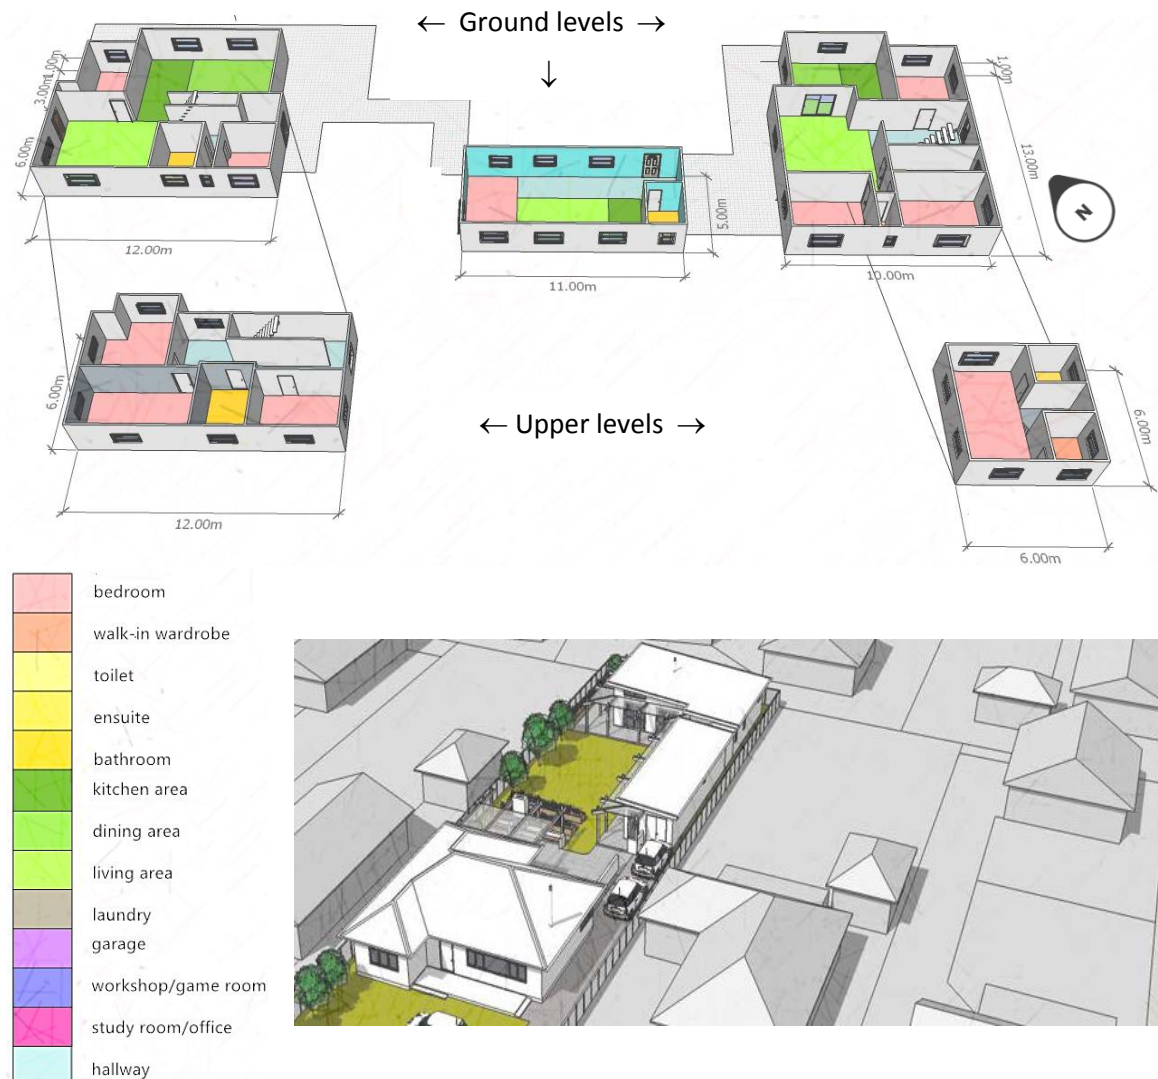 ← Ground levels →
↓
1.00m
3.00m
6.00m
12.00m
11.00m
5.00m
1.00m
13.00m
10.00m
N
6.00m
12.00m
← Upper levels →
6.00m
6.00m
bedroom
walk-in wardrobe
toilet
ensuite
bathroom
kitchen area
dining area
living area
laundry
garage
workshop/game room
study room/office
hallway